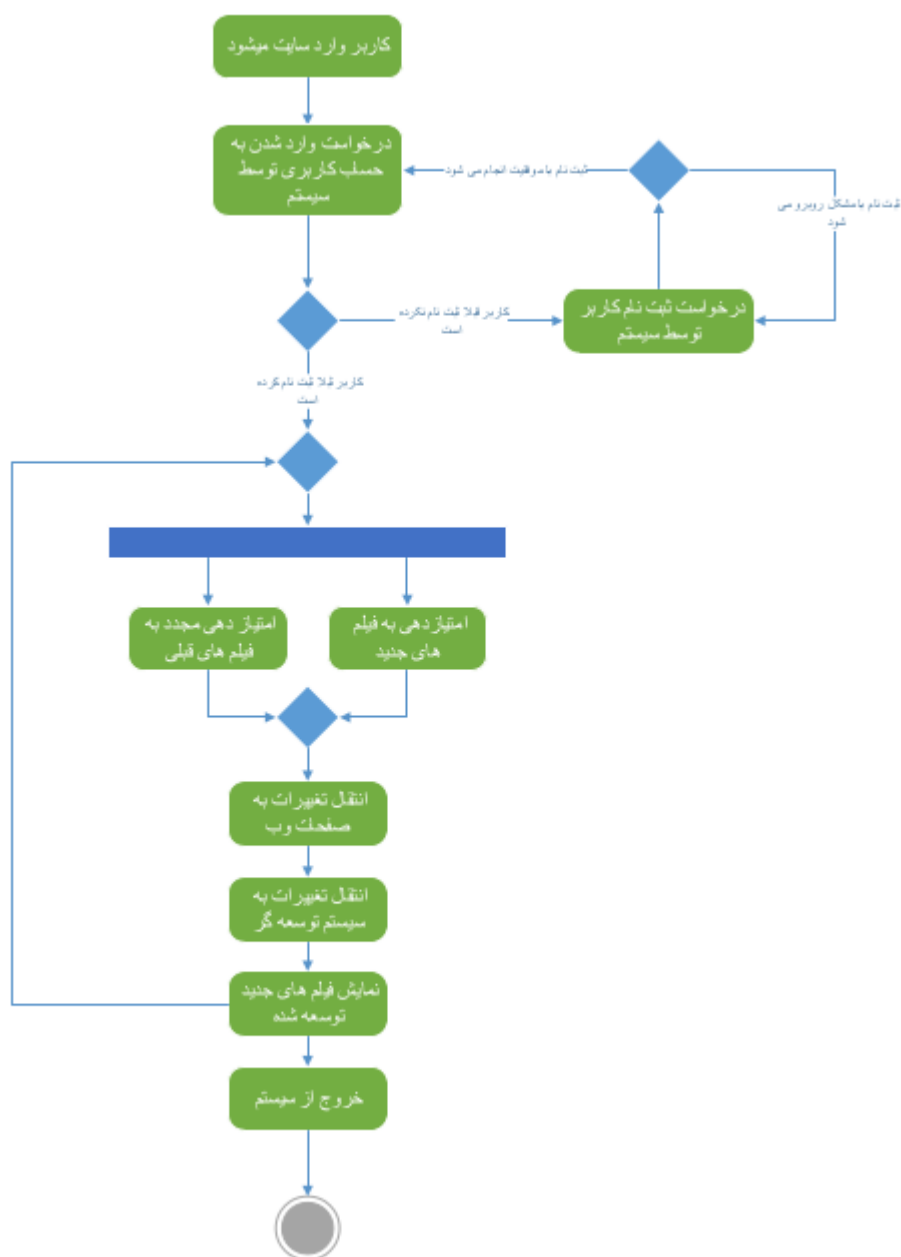 کاربر وارد سایت میشود
درخواست وارد شدن به
حساب کاربری توسط
سیستم
ثبت نام با موفقیت انجام می شود
ثبت نام با مشکل روبرو می
شود
کاربر قبلا ثبت نام نکرده
است
درخواست ثبت نام کاربر
توسط سیستم
کاربر قبلا ثبت نام کرده
است
امتیازدهی به فیلم
های جدید
امتیاز دهی مجدد به
فیلم های قبلی
انتقال تغییرات به
صفحات وب
انتقال تغییرات به
سیستم توسعه گر
نمایش فیلم های جدید
توسعه شده
خروج از سیستم